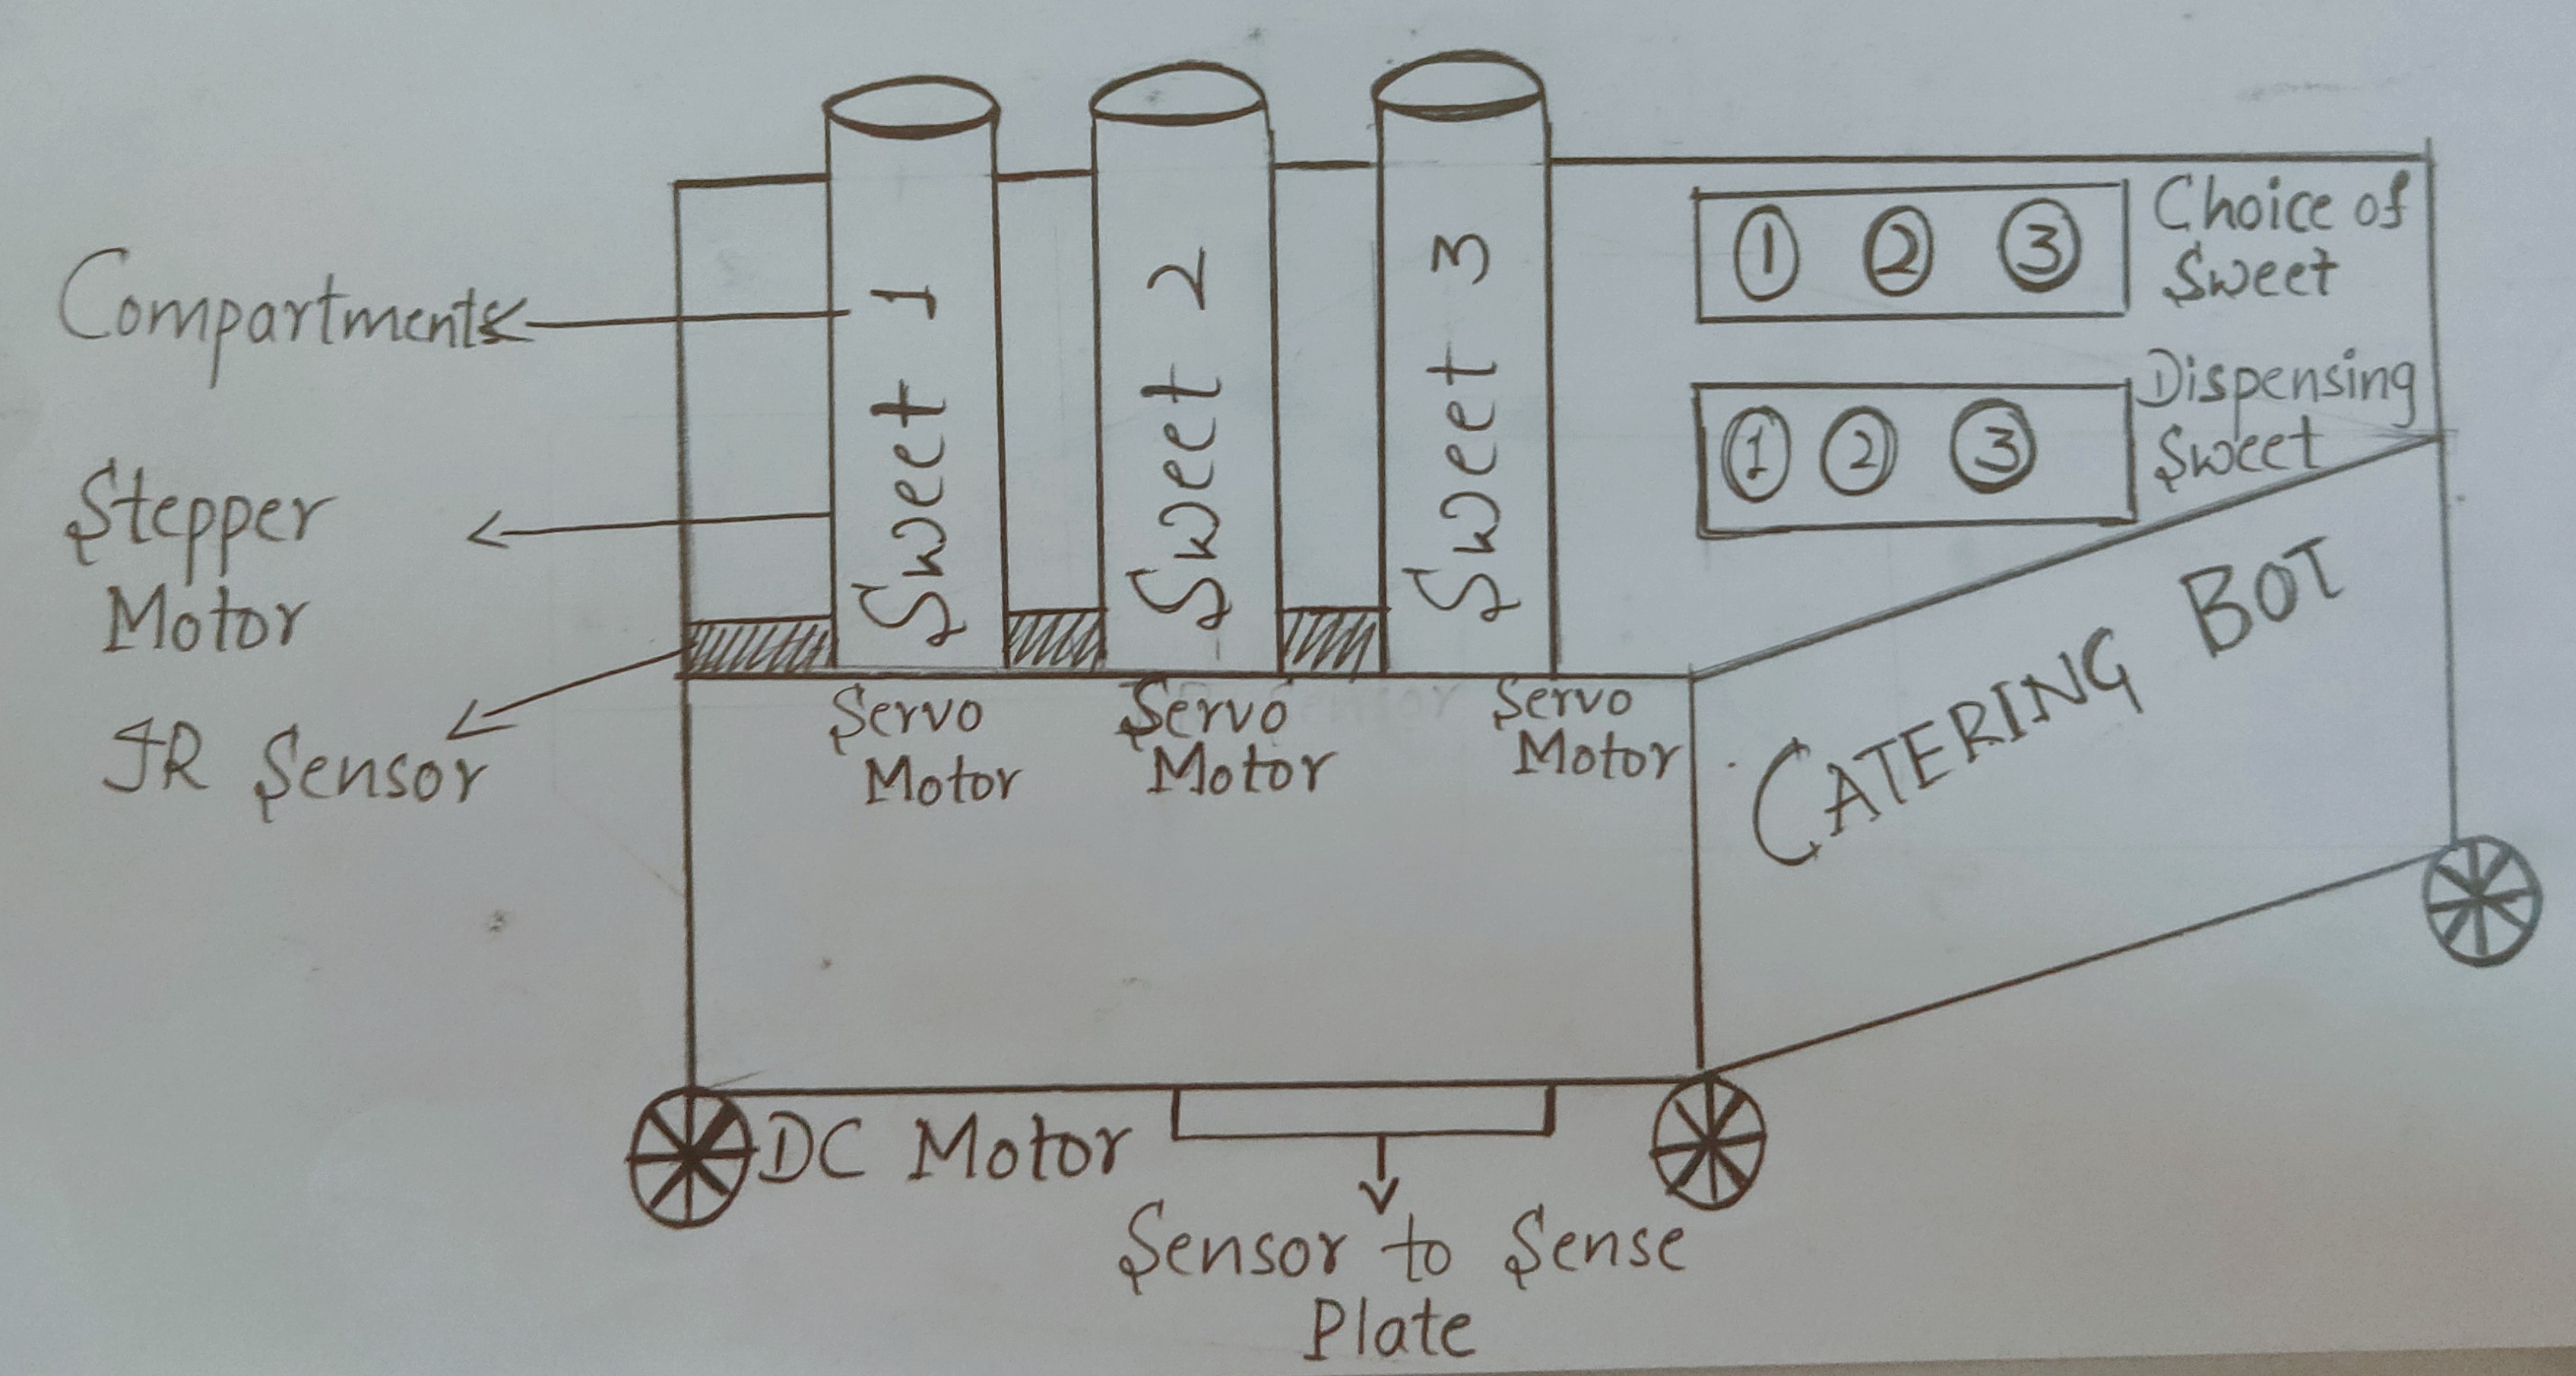 Compartments
Stepper
Motor
IR Sensor
Sweet 1
Sweet 2
Sweet 3
1 2 3
Choice of
Sweet
1 2 3
Dispensing
Sweet
Servo
Motor
Servo
Motor
Servo
Motor
CATERING BOT
DC Motor
Sensor to Sense
Plate